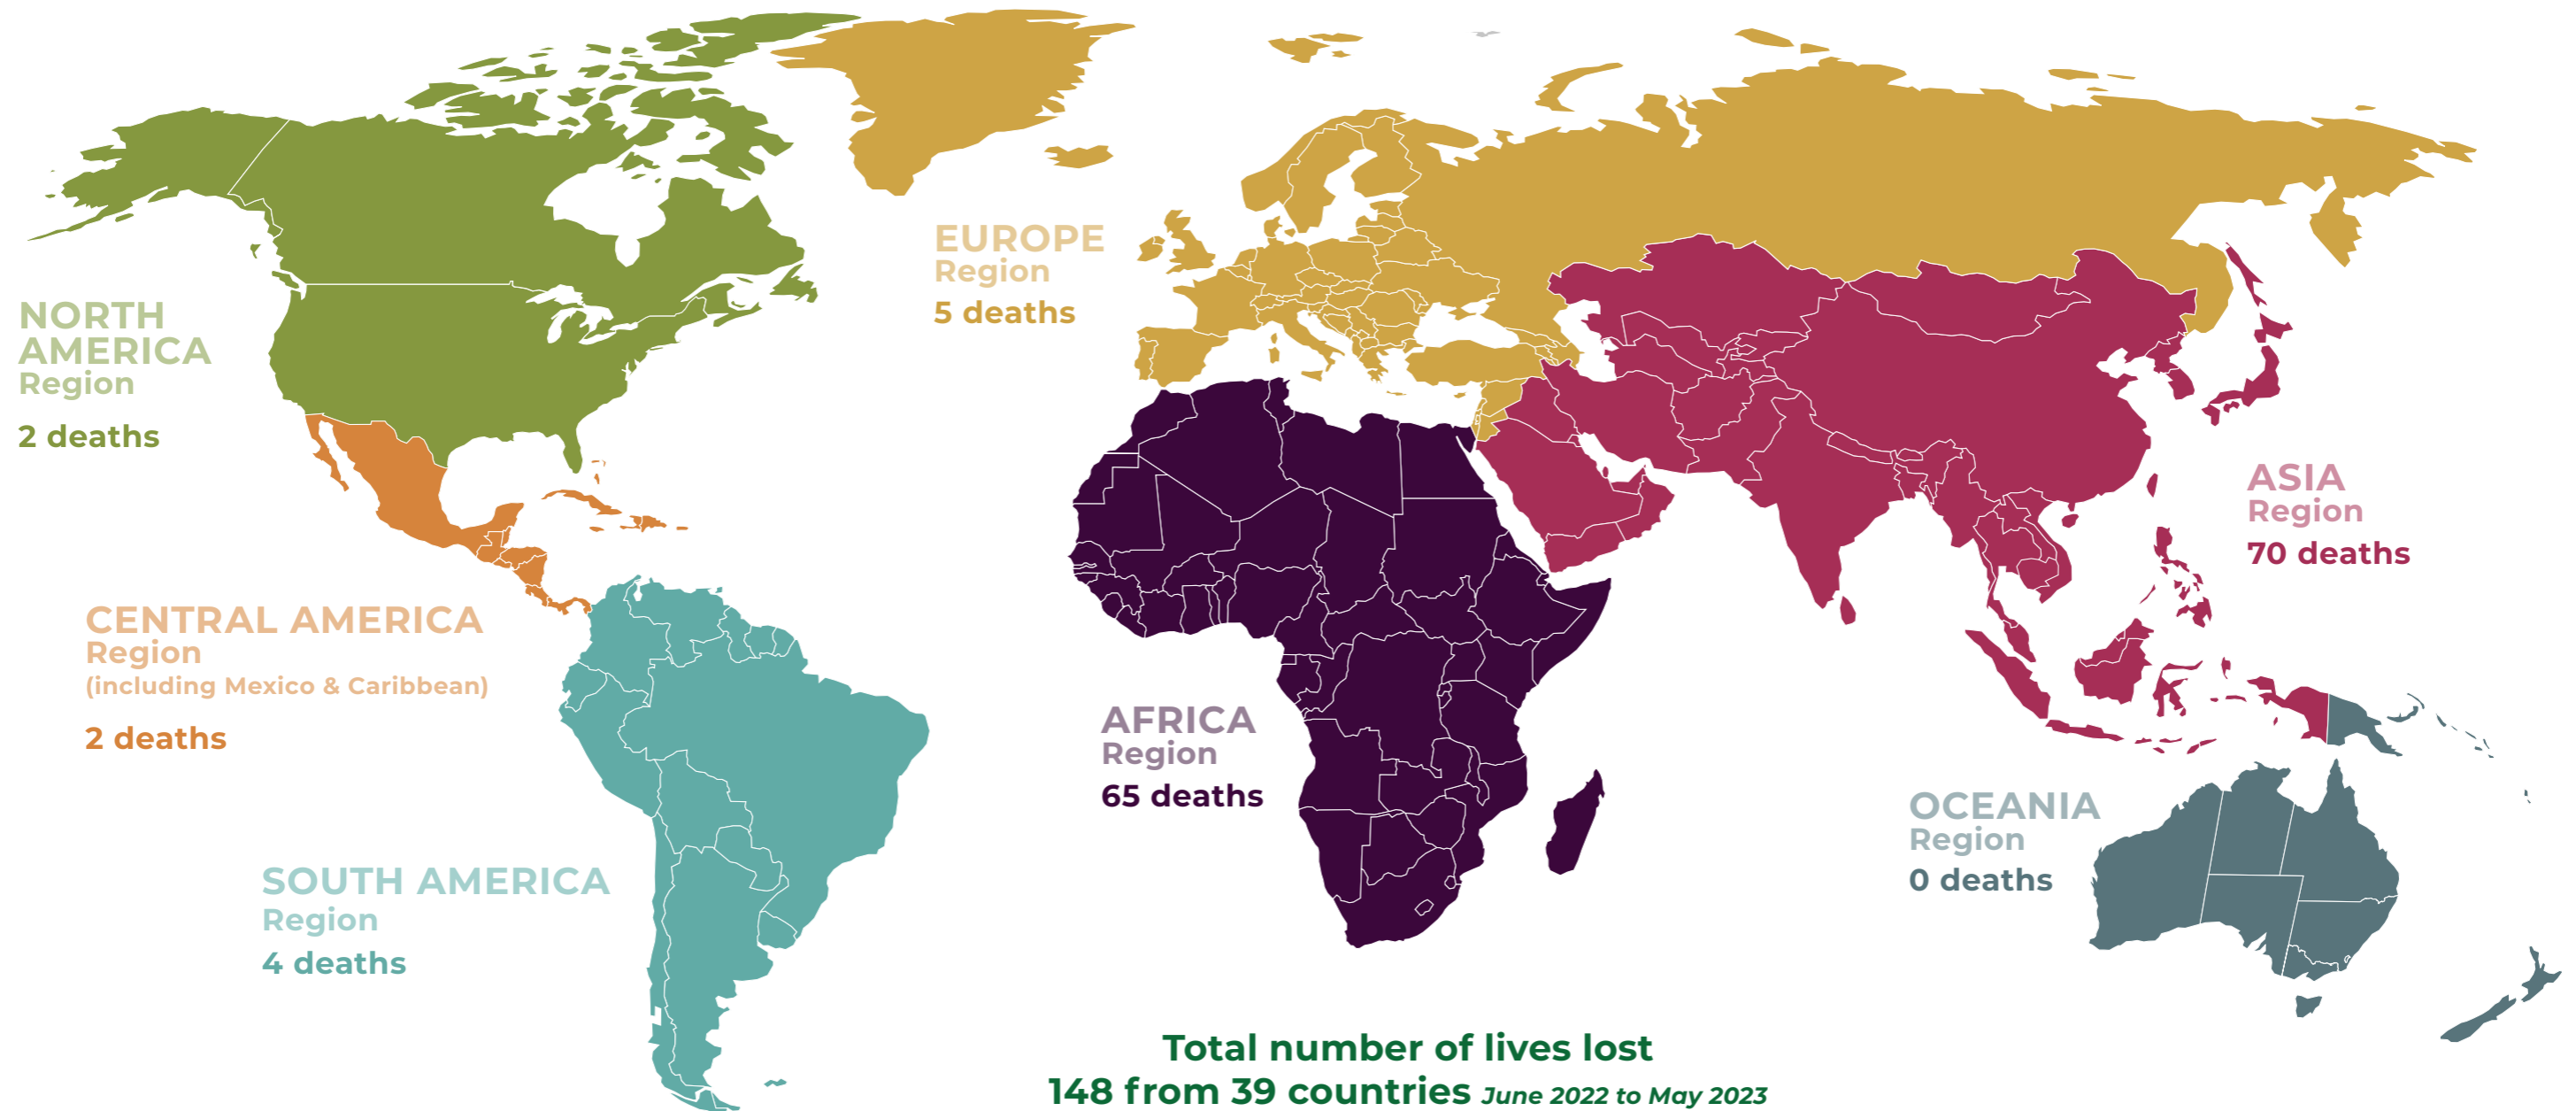 NORTH
AMERICA
Region
2 deaths
EUROPE
Region
5 deaths
ASIA
Region
70 deaths
CENTRAL AMERICA
Region
(including Mexico & Caribbean)
2 deaths
AFRICA
Region
65 deaths
OCEANIA
Region
0 deaths
SOUTH AMERICA
Region
4 deaths
Total number of lives lost
148 from 39 countries June 2022 to May 2023